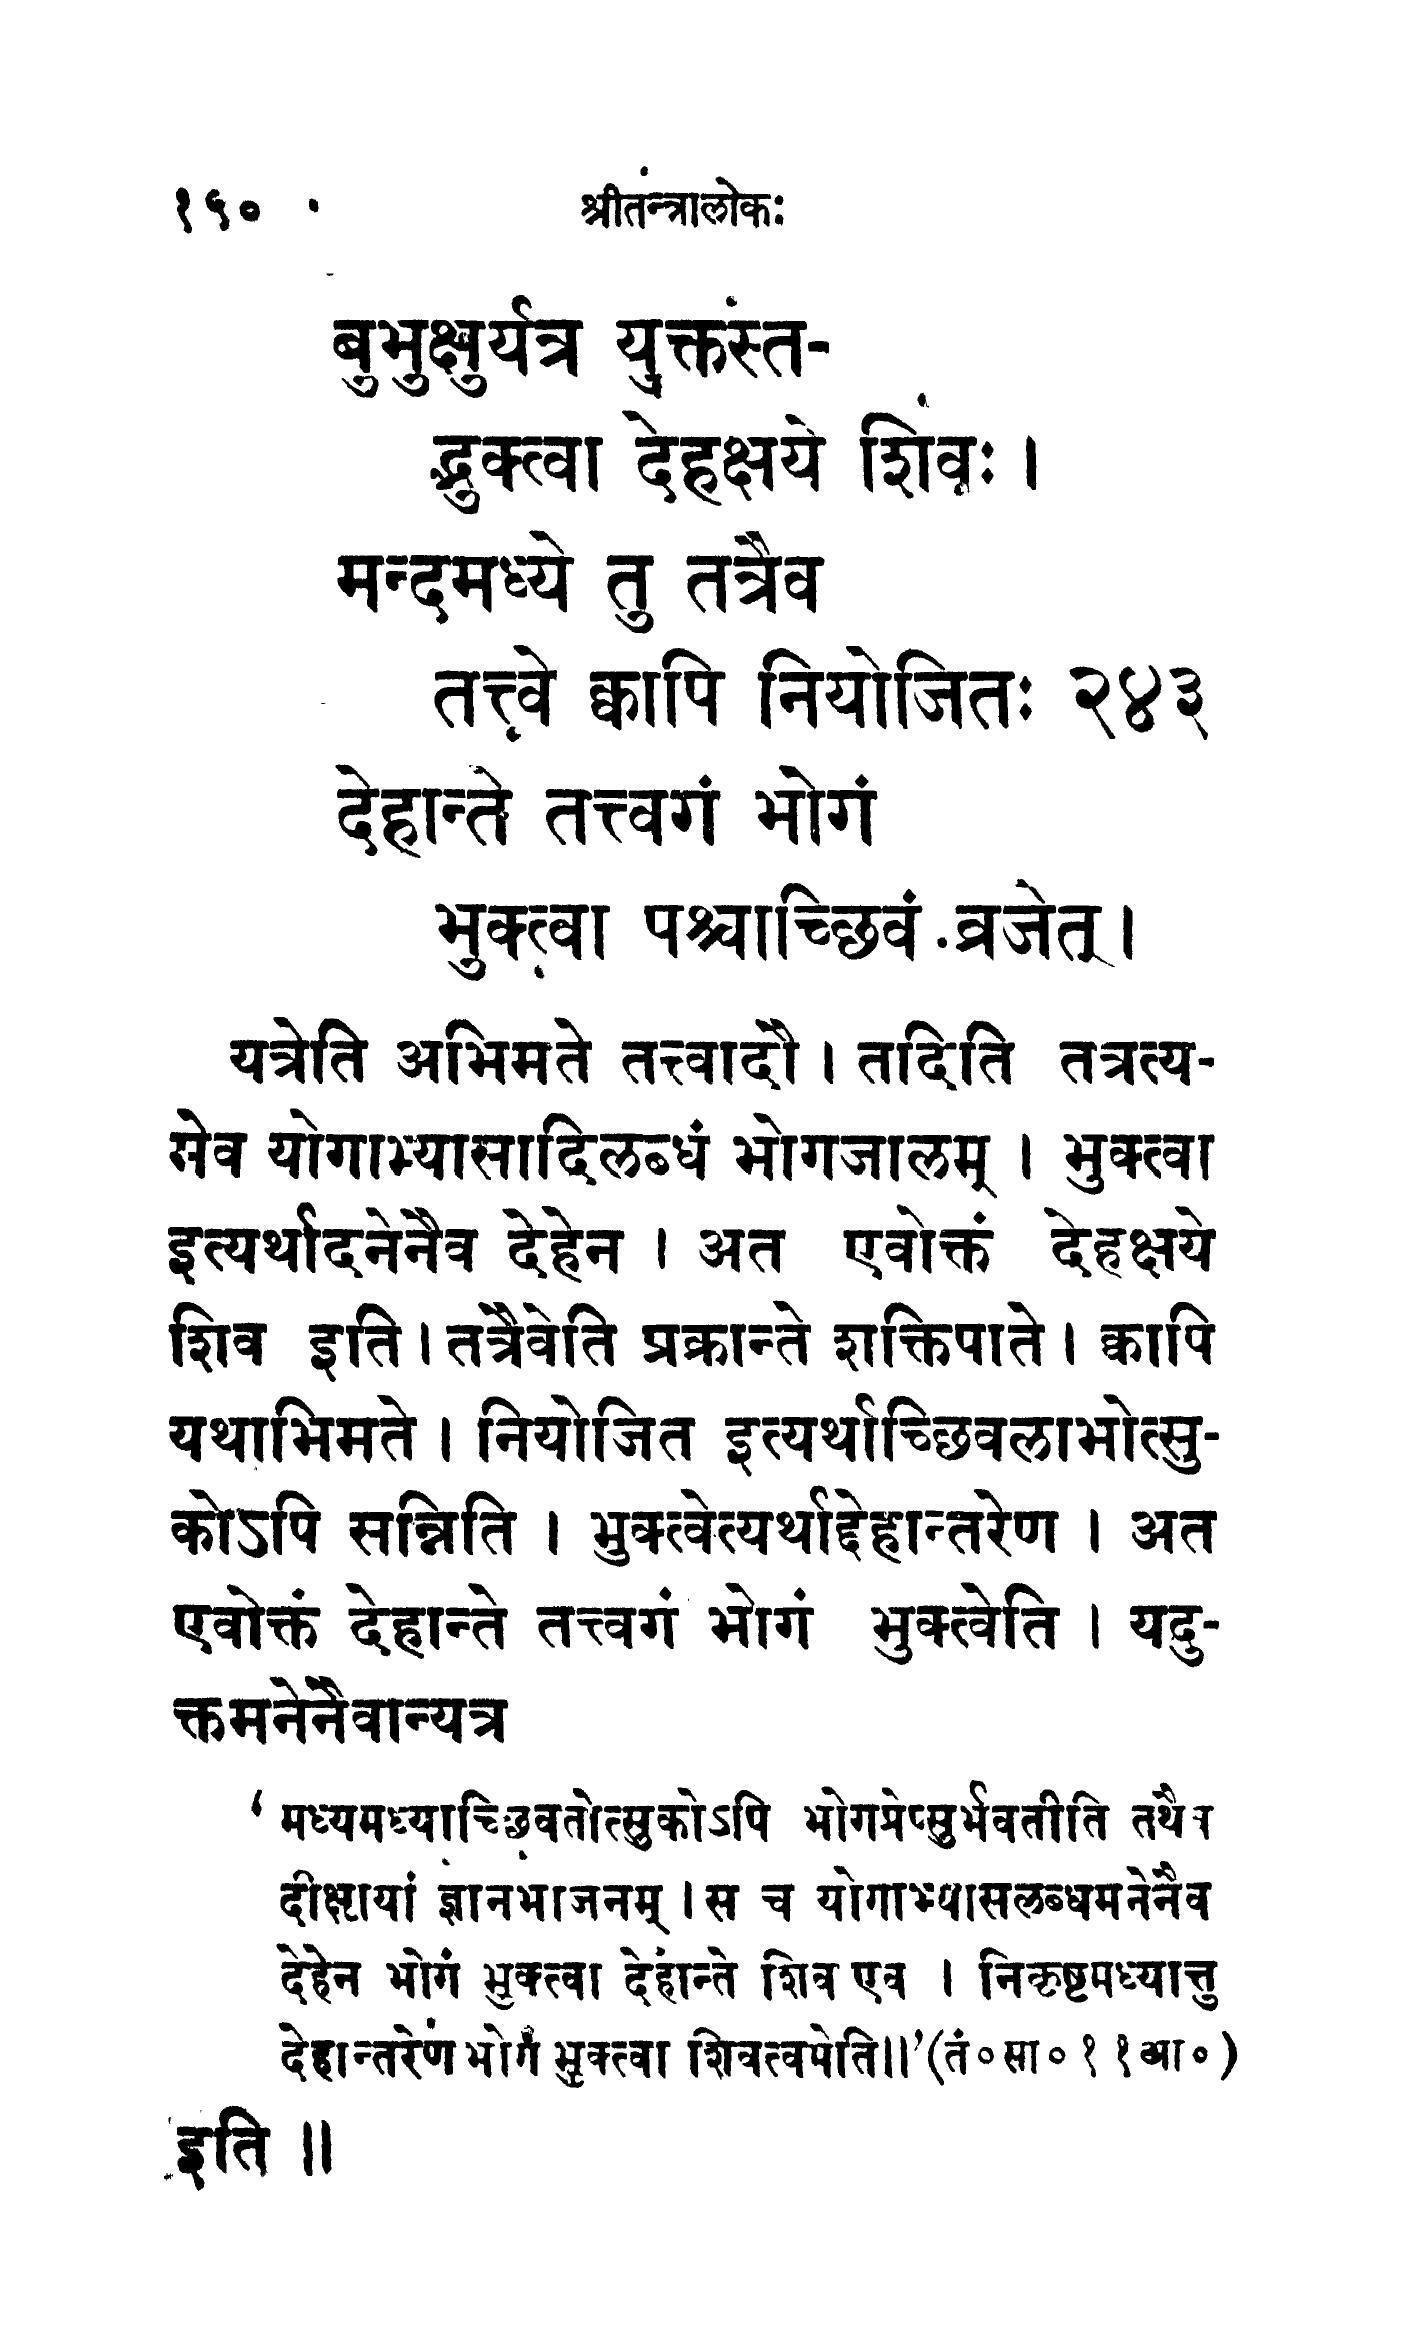 १५० श्रीतन्त्रालोकः
बुभुक्षुर्यत्र युक्तंस्त-
द्भुक्त्वा देहक्षये शिवः ।
मन्दमध्ये तु तत्रैव
तत्त्वे क्वापि नियोजितः २४३
देहान्ते तत्त्वगं भोगं
भुक्त्वा पश्चाच्छिवं व्रजेत् ।
यत्रेति अभिमते तत्त्वादौ । तदिति तत्रत्य-
मेव योगाभ्यासादिलब्धं भोगजालम् । भुक्त्वा
इत्यर्थादनेनैव देहेन । अत एवोक्तं देहक्षये
शिव इति । तत्रैवेति प्रक्रान्ते शक्तिपाते । क्वापि
यथाभिमते । नियोजित इत्यर्थाच्छिवलाभोत्सु-
कोऽपि सन्निति । भुक्त्वेत्यर्थाद्देहान्तरेण । अत
एवोक्तं देहान्ते तत्त्वगं भोगं भुक्त्वेति । यदु-
क्तमनेनैवान्यत्र
‘ मध्यमध्याच्छिवतोत्सुकोऽपि भोगप्रेप्सुर्भवतीति तथैव
दीक्षायां ज्ञानभाजनम् । स च योगाभ्यासलब्धमनेनैव
देहेन भोगं भुक्त्वा देहान्ते शिव एव । निकृष्टमध्यात्तु
देहान्तरेण भोगं भुक्त्वा शिवत्वमेति ॥’ (तं० सा० ११ आ०)
इति ॥